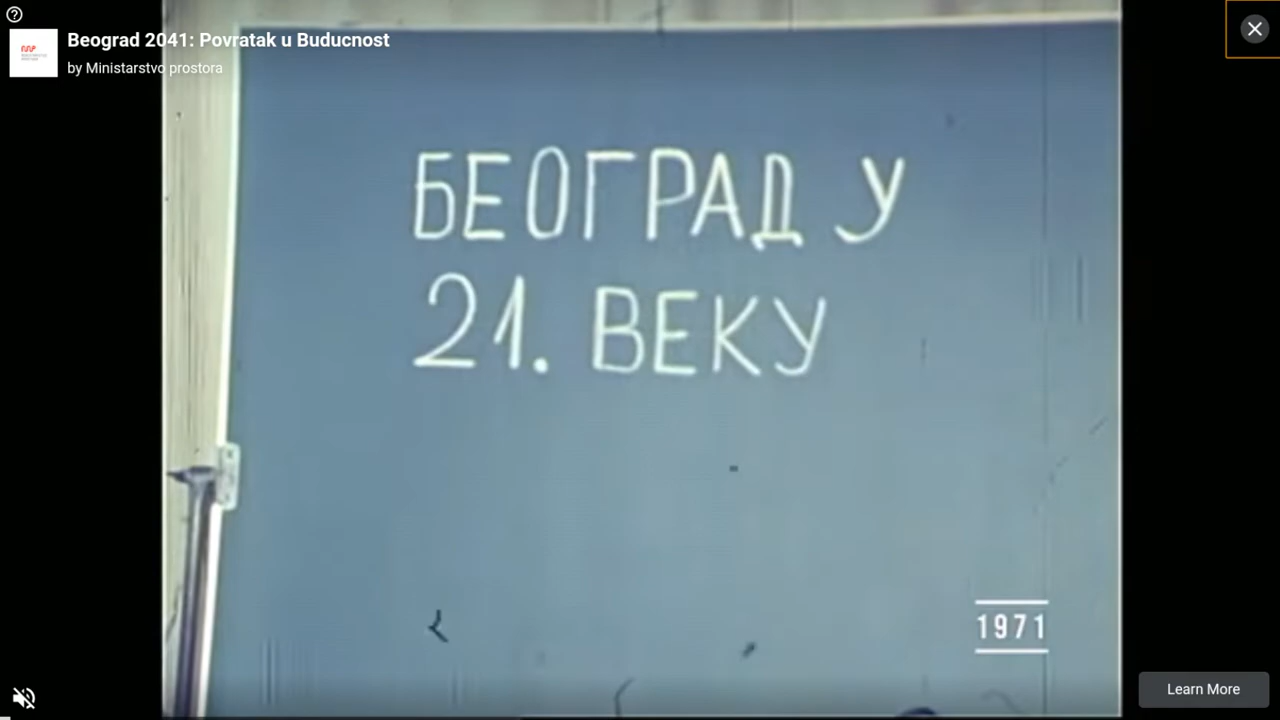 Beograd 2041: Povratak u Buducnost
by Ministarstvo prostora
БЕОГРАД У
21. ВЕКУ
1971
Learn More